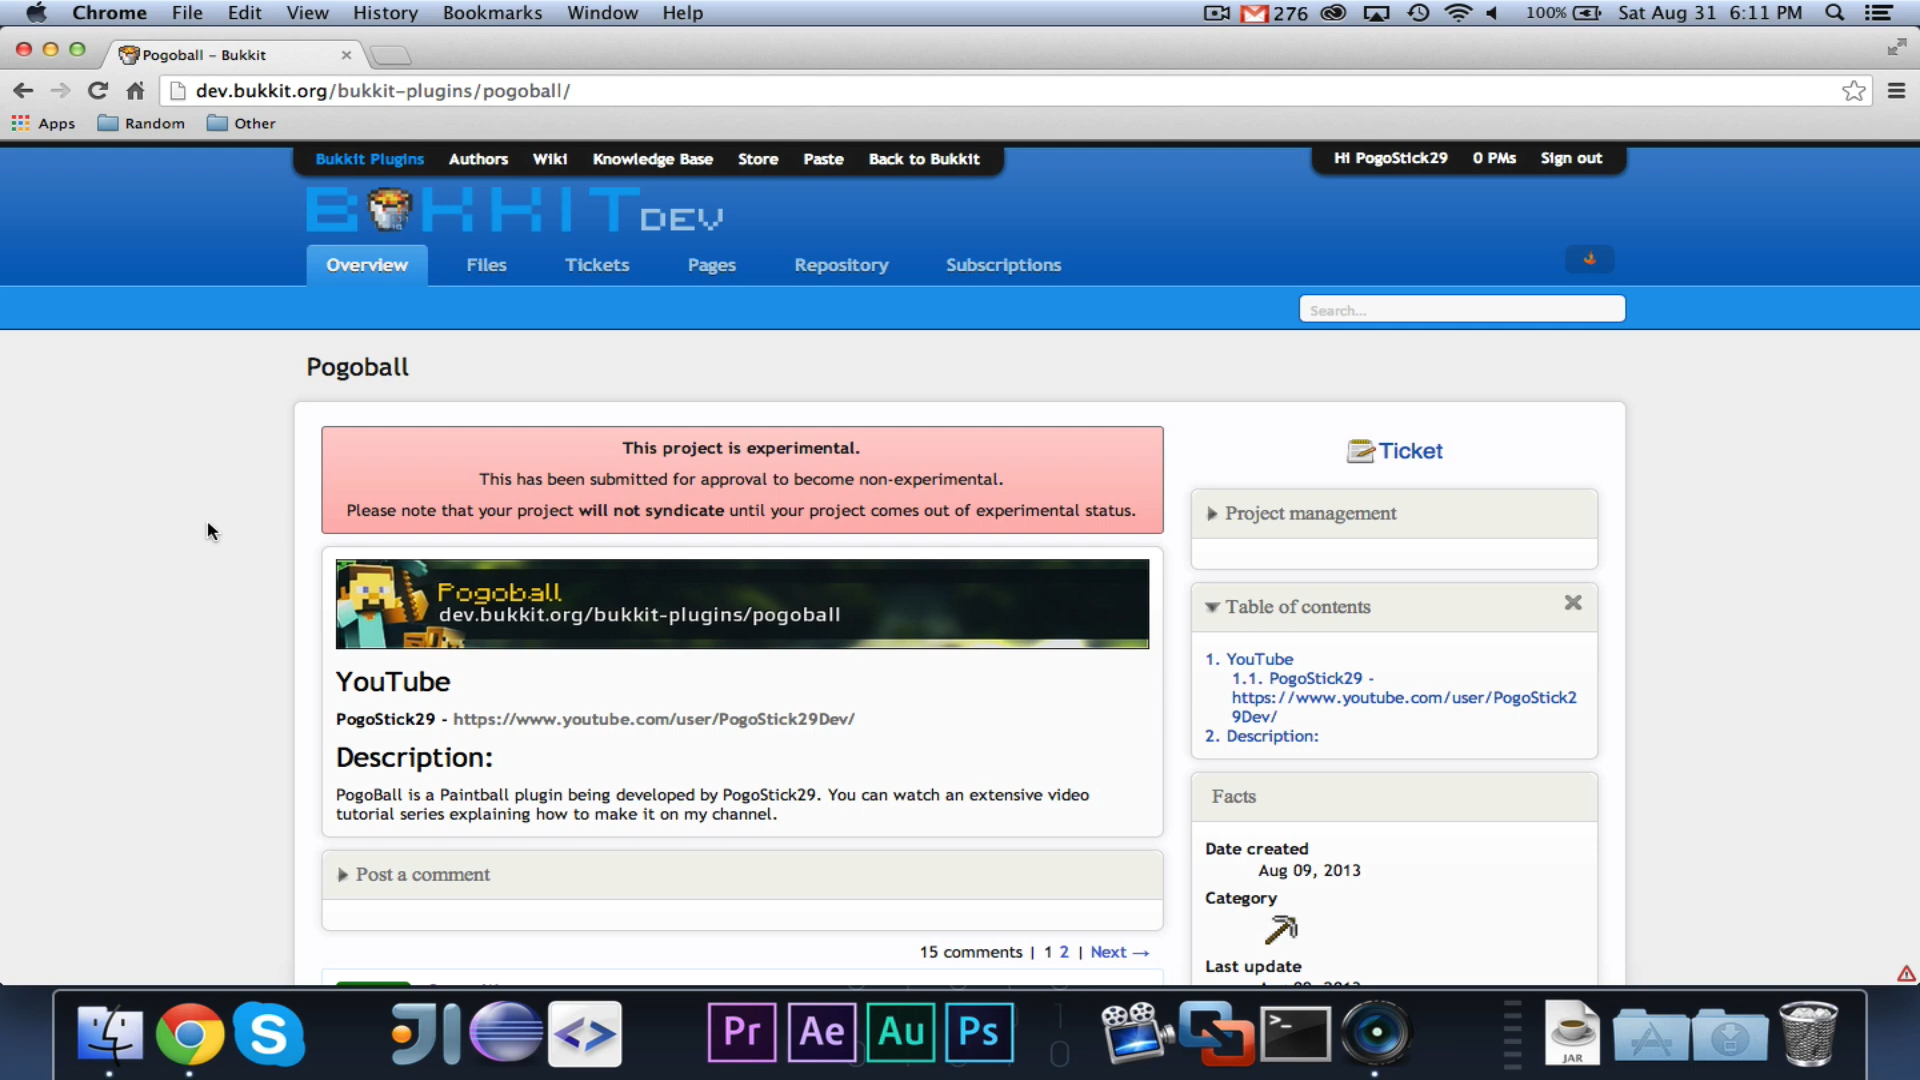 Chrome File Edit View History Bookmarks Window Help 276 100% Sat Aug 31 6:11 PM
Pogoball – Bukkit
dev.bukkit.org/bukkit-plugins/pogoball/
Apps Random Other
Bukkit Plugins Authors Wiki Knowledge Base Store Paste Back to Bukkit Hi PogoStick29 0 PMs Sign out
BUKKIT DEV
Overview Files Tickets Pages Repository Subscriptions
Search...
Pogoball
This project is experimental.
This has been submitted for approval to become non-experimental.
Please note that your project will not syndicate until your project comes out of experimental status.
Pogoball
dev.bukkit.org/bukkit-plugins/pogoball
YouTube
PogoStick29 - https://www.youtube.com/user/PogoStick29Dev/
Description:
PogoBall is a Paintball plugin being developed by PogoStick29. You can watch an extensive video
tutorial series explaining how to make it on my channel.
Post a comment
15 comments | 1 2 | Next →
Ticket
Project management
Table of contents
1. YouTube
1.1. PogoStick29 -
https://www.youtube.com/user/PogoStick2
9Dev/
2. Description:
Facts
Date created
Aug 09, 2013
Category
Last update
Pr Ae Au Ps
JAR